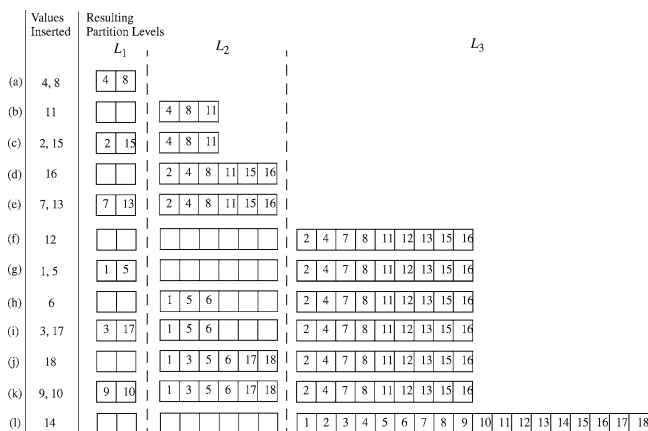 Values Inserted
Resulting Partition Levels
L1 L2 L3
(a) 4, 8 4 8
(b) 11 4 8 11
(c) 2, 15 2 15 4 8 11
(d) 16 2 4 8 11 15 16
(e) 7, 13 7 13 2 4 8 11 15 16
(f) 12 2 4 7 8 11 12 13 15 16
(g) 1, 5 1 5 2 4 7 8 11 12 13 15 16
(h) 6 1 5 6 2 4 7 8 11 12 13 15 16
(i) 3, 17 3 17 1 5 6 2 4 7 8 11 12 13 15 16
(j) 18 1 3 5 6 17 18 2 4 7 8 11 12 13 15 16
(k) 9, 10 9 10 1 3 5 6 17 18 2 4 7 8 11 12 13 15 16
(l) 14 1 2 3 4 5 6 7 8 9 10 11 12 13 14 15 16 17 18